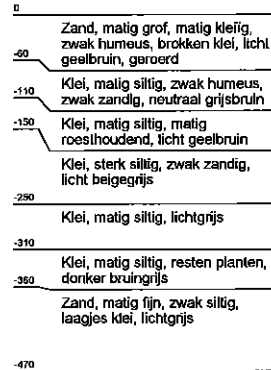 0
Zand, matig grof, matig kleiïg,
zwak humeus, brokken klei, licht
geelbruin, geroerd
-60
Klei, matig siltig, zwak humeus,
zwak zandig, neutraal grijsbruin
-110
Klei, matig siltig, matig
roesthoudend, licht geelbruin
-150
Klei, sterk siltig, zwak zandig,
licht beigegrijs
-250
Klei, matig siltig, lichtgrijs
-310
Klei, matig siltig, resten planten,
donker bruingrijs
-360
Zand, matig fijn, zwak siltig,
laagjes klei, lichtgrijs
-470